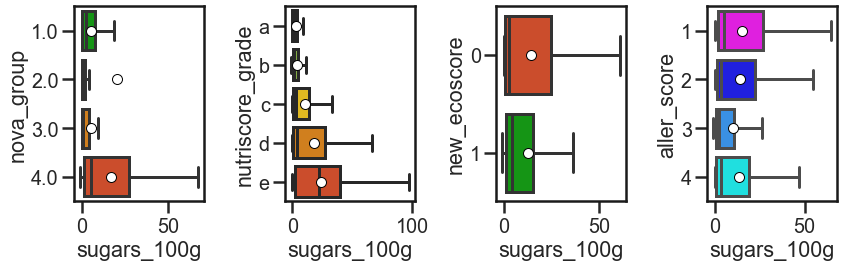 nova_group
1.0
2.0
3.0
4.0
0
50
sugars_100g
nutriscore_grade
a
b
c
d
e
0
100
sugars_100g
new_ecoscore
0
1
0
50
sugars_100g
aller_score
1
2
3
4
0
50
sugars_100g